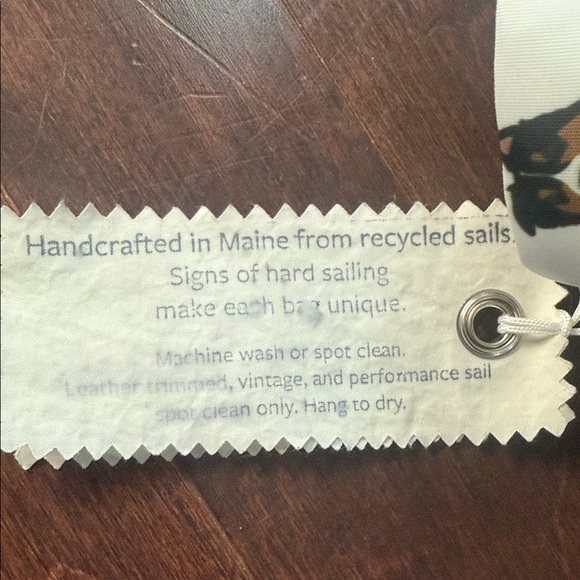 Handcrafted in Maine from recycled sails.
Signs of hard sailing
make each bag unique.
Machine wash or spot clean.
Leather trimmed, vintage, and performance sail
spot clean only. Hang to dry.